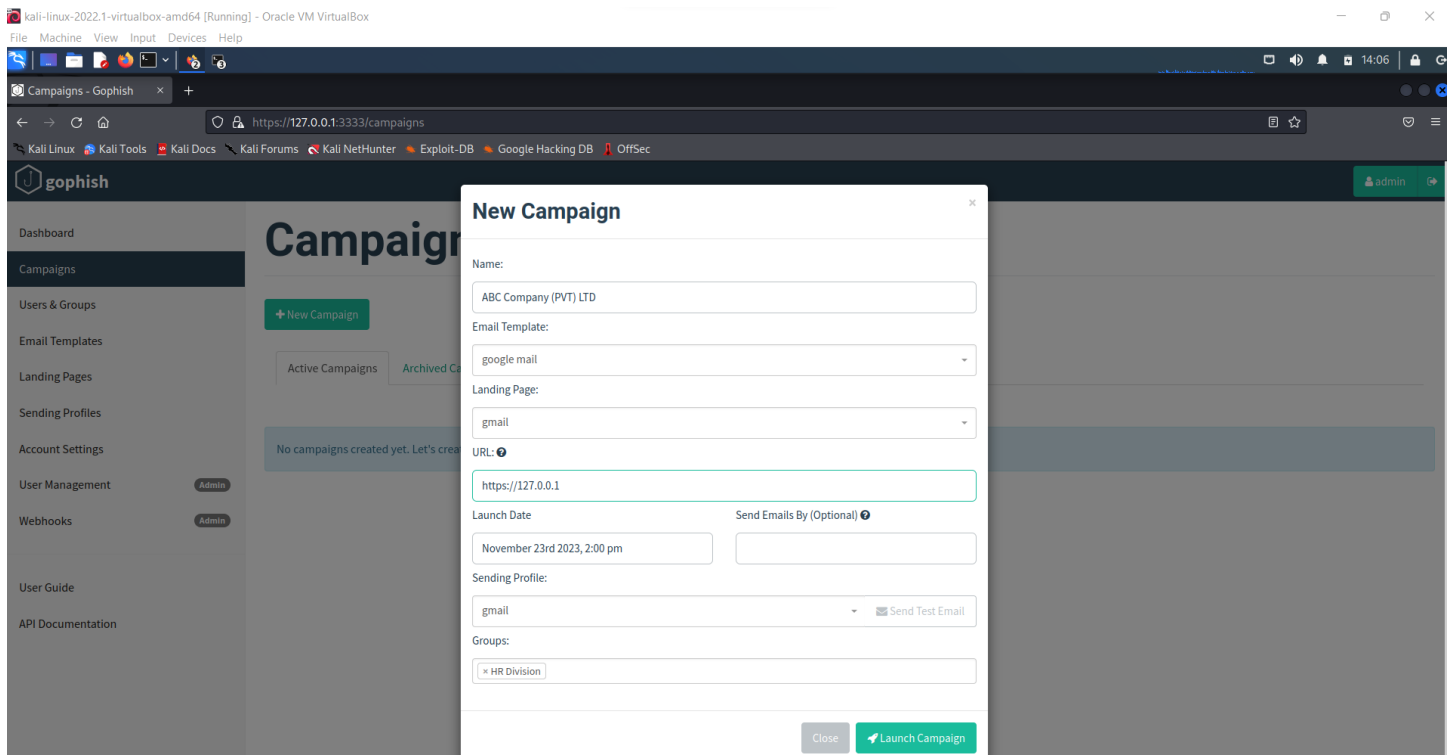 kali-linux-2022.1-virtualbox-amd64 [Running] - Oracle VM VirtualBox
File Machine View Input Devices Help
14:06
Campaigns - Gophish
https://127.0.0.1:3333/campaigns
Kali Linux Kali Tools Kali Docs Kali Forums Kali NetHunter Exploit-DB Google Hacking DB OffSec
gophish
admin
Dashboard
Campaigns
Users & Groups
Email Templates
Landing Pages
Sending Profiles
Account Settings
User Management Admin
Webhooks Admin
User Guide
API Documentation
Campaign
New Campaign
Active Campaigns Archived Ca
No campaigns created yet. Let's crea
New Campaign
Name:
ABC Company (PVT) LTD
Email Template:
google mail
Landing Page:
gmail
URL:
https://127.0.0.1
Launch Date Send Emails By (Optional)
November 23rd 2023, 2:00 pm
Sending Profile:
gmail Send Test Email
Groups:
× HR Division
Close Launch Campaign